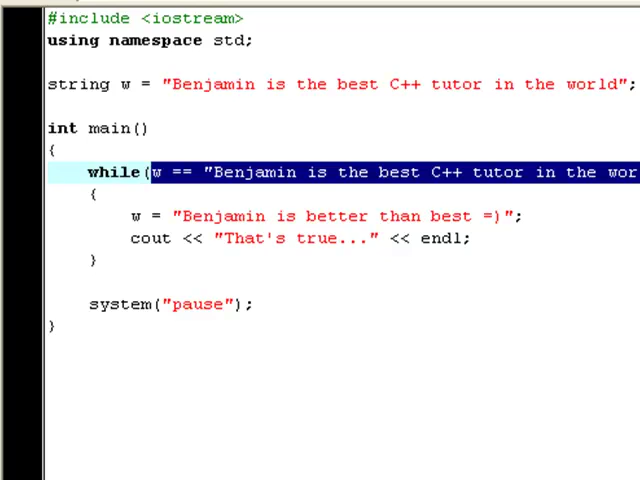 #include <iostream>
using namespace std;
string w = "Benjamin is the best C++ tutor in the world";
int main()
{
while(w == "Benjamin is the best C++ tutor in the wor
{
w = "Benjamin is better than best =)";
cout << "That's true..." << endl;
}
system("pause");
}